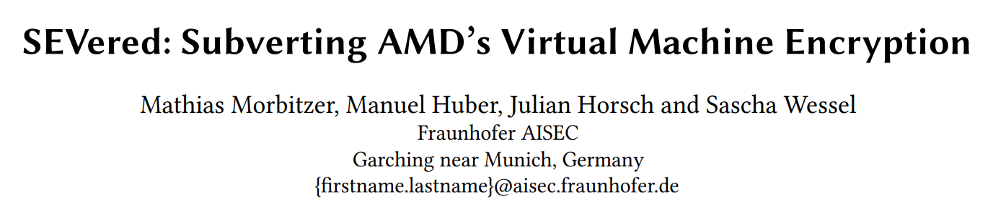 SEVered: Subverting AMD’s Virtual Machine Encryption
Mathias Morbitzer, Manuel Huber, Julian Horsch and Sascha Wessel
Fraunhofer AISEC
Garching near Munich, Germany
{firstname.lastname}@aisec.fraunhofer.de